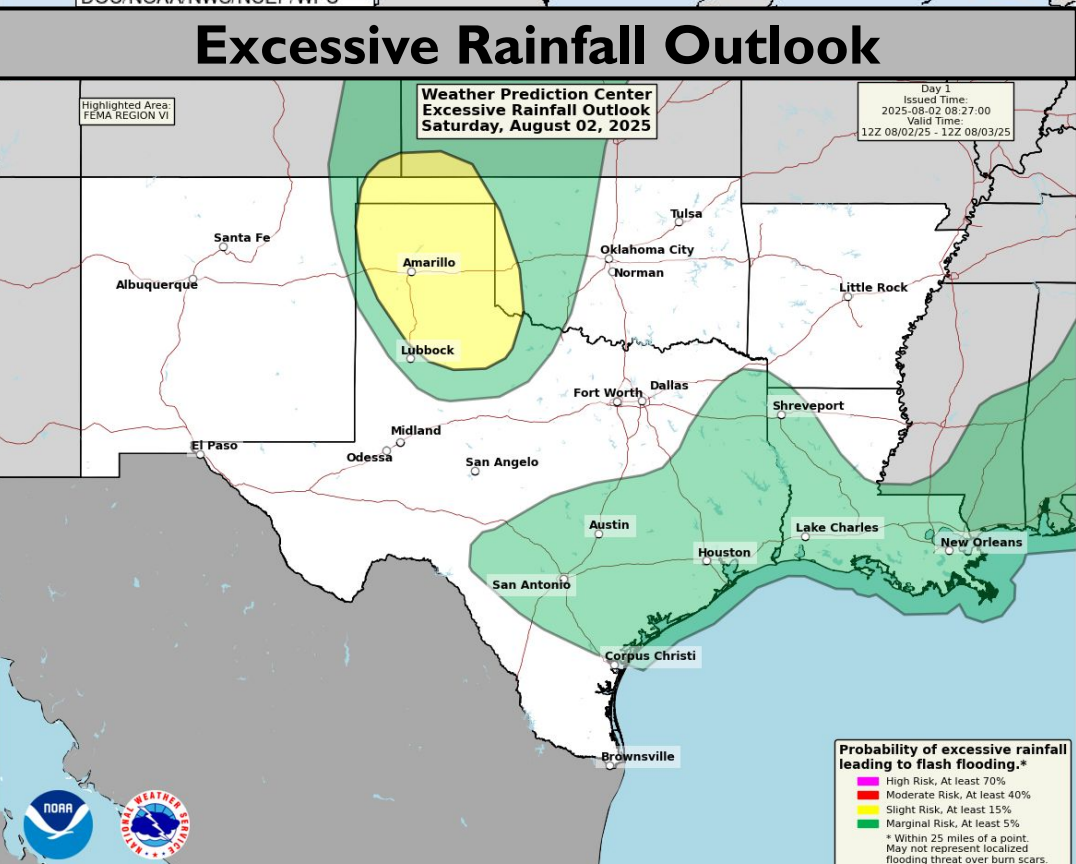 DOC/NOAA/NWS/NCEP/WPC
Excessive Rainfall Outlook
Highlighted Area:
FEMA REGION VI
Weather Prediction Center
Excessive Rainfall Outlook
Saturday, August 02, 2025
Day 1
Issued Time:
2025-08-02 08:27:00
Valid Time:
12Z 08/02/25 - 12Z 08/03/25
Tulsa
Santa Fe
Oklahoma City
Amarillo
Norman
Albuquerque
Little Rock
Lubbock
Dallas
Fort Worth
Shreveport
Midland
El Paso
Odessa
San Angelo
Austin
Lake Charles
New Orleans
Houston
San Antonio
Corpus Christi
Brownsville
Probability of excessive rainfall
leading to flash flooding.*
High Risk, At least 70%
Moderate Risk, At least 40%
Slight Risk, At least 15%
Marginal Risk, At least 5%
* Within 25 miles of a point.
May not represent localized
flooding threat over burn scars.
NOAA
NATIONAL WEATHER SERVICE